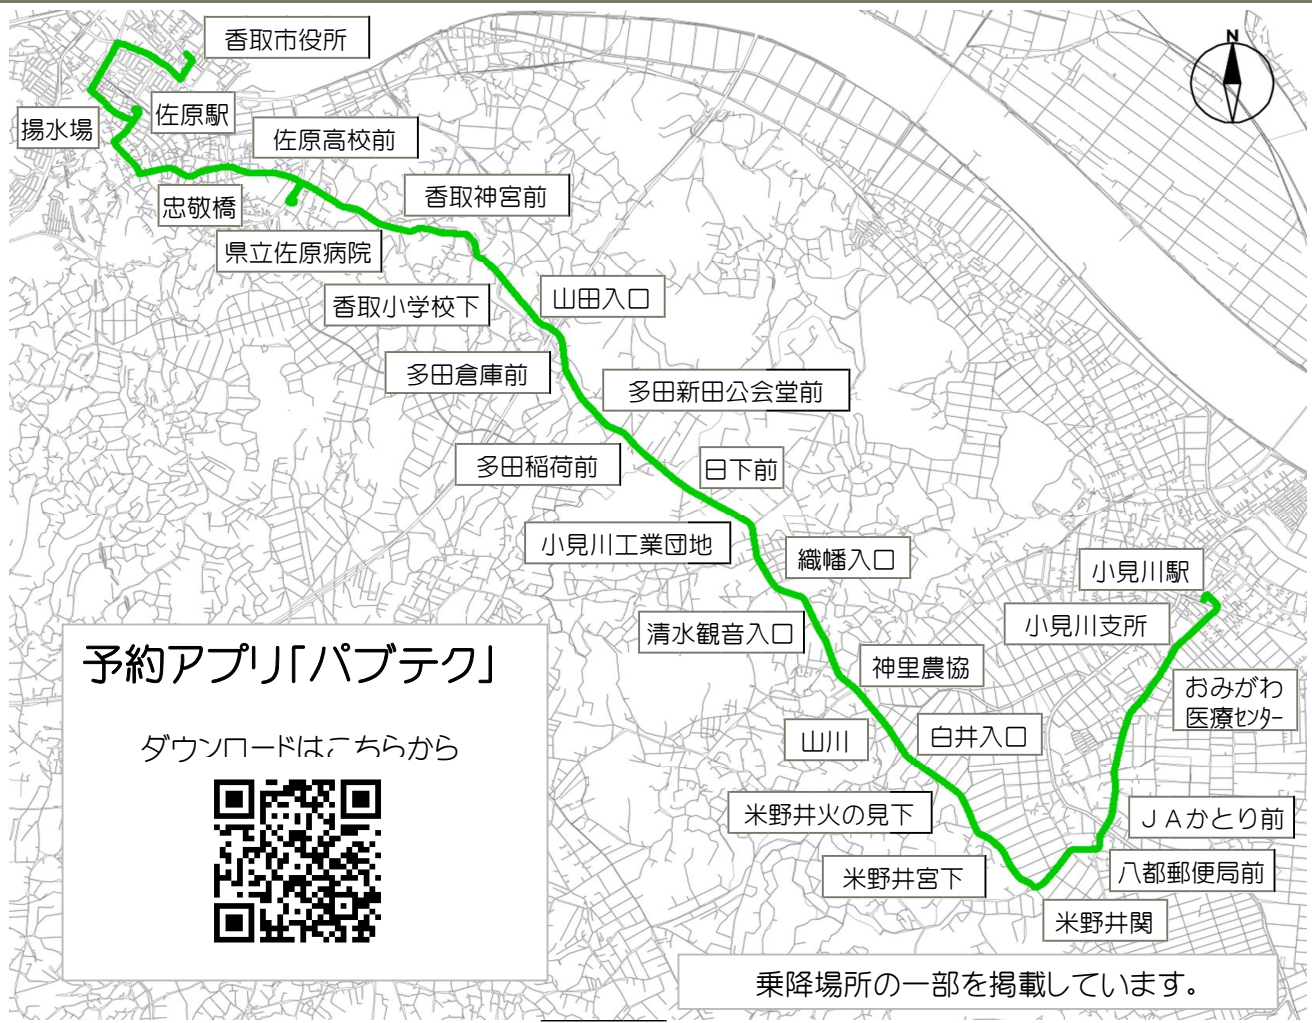 香取市役所
N
佐原駅
揚水場
佐原高校前
香取神宮前
忠敬橋
県立佐原病院
山田入口
香取小学校下
多田倉庫前
多田新田公会堂前
多田稲荷前
日下前
小見川工業団地
織幡入口
小見川駅
小見川支所
清水観音入口
神里農協
おみがわ
医療センター
山川
白井入口
米野井火の見下
JAかとり前
米野井宮下
八都郵便局前
米野井関
予約アプリ「パブテク」
ダウンロードはこちらから
乗降場所の一部を掲載しています。